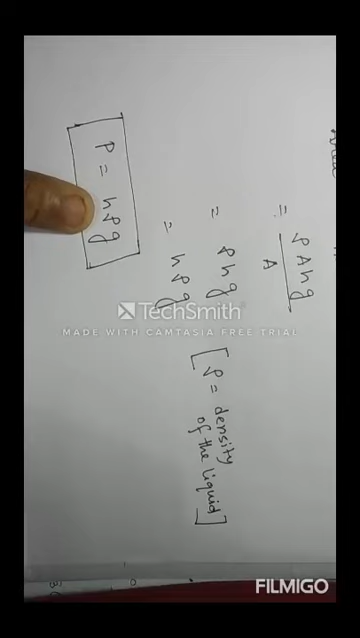 = ρAhg / A
= ρhg [ρ = density of the liquid]
= hρg
P = hρg
TechSmith
MADE WITH CAMTASIA FREE TRIAL
FILMIGO